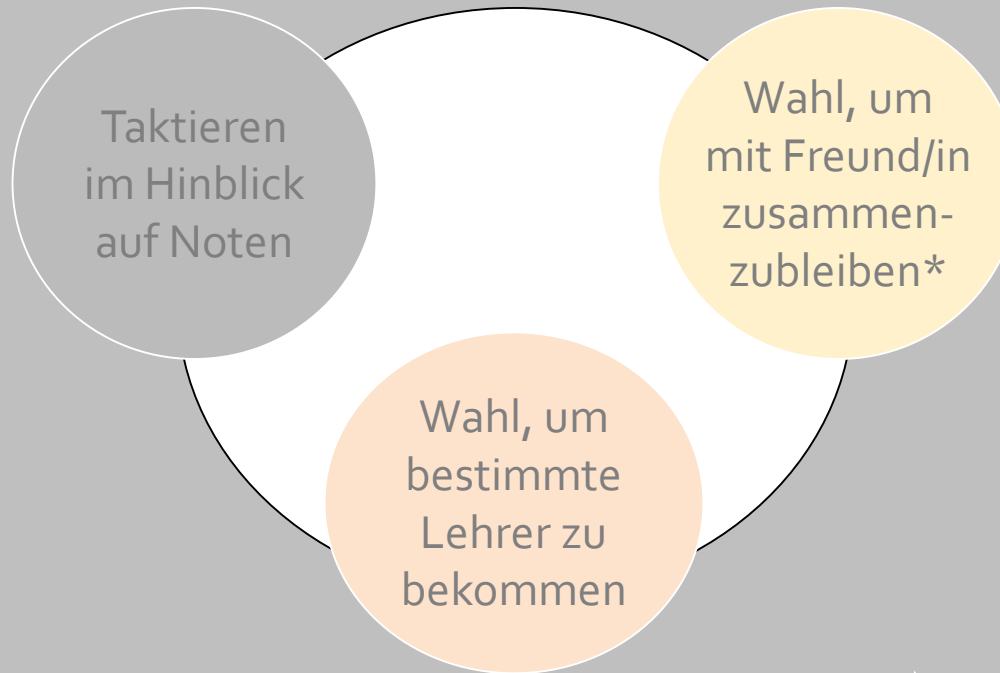 Taktieren
im Hinblick
auf Noten
Wahl, um
mit Freund/in
zusammen-
zubleiben*
Wahl, um
bestimmte
Lehrer zu
bekommen